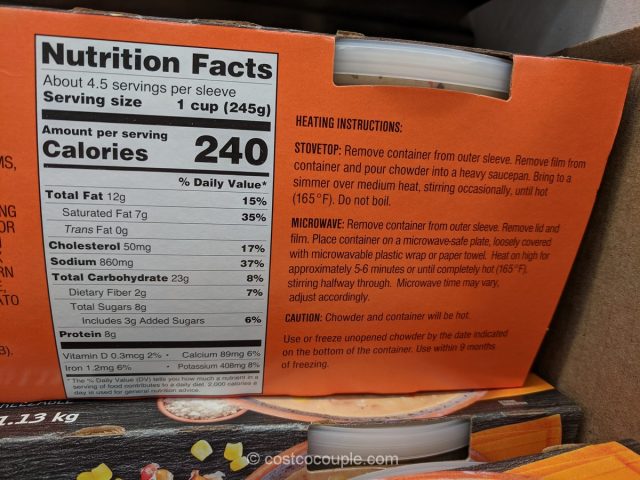 Nutrition Facts
About 4.5 servings per sleeve
Serving size 1 cup (245g)
Amount per serving
Calories 240
% Daily Value*
Total Fat 12g 15%
Saturated Fat 7g 35%
Trans Fat 0g
Cholesterol 50mg 17%
Sodium 860mg 37%
Total Carbohydrate 23g 8%
Dietary Fiber 2g 7%
Total Sugars 8g
Includes 3g Added Sugars 6%
Protein 8g
Vitamin D 0.3mcg 2% • Calcium 89mg 6%
Iron 1.2mg 6% • Potassium 408mg 8%
*The % Daily Value (DV) tells you how much a nutrient in a
serving of food contributes to a daily diet. 2,000 calories a
day is used for general nutrition advice.
HEATING INSTRUCTIONS:
STOVETOP: Remove container from outer sleeve. Remove film from
container and pour chowder into a heavy saucepan. Bring to a
simmer over medium heat, stirring occasionally, until hot
(165°F). Do not boil.
MICROWAVE: Remove container from outer sleeve. Remove lid and
film. Place container on a microwave-safe plate, loosely covered
with microwavable plastic wrap or paper towel. Heat on high for
approximately 5-6 minutes or until completely hot (165°F),
stirring halfway through. Microwave time may vary,
adjust accordingly.
CAUTION: Chowder and container will be hot.
Use or freeze unopened chowder by the date indicated
on the bottom of the container. Use within 9 months
of freezing.
1.13 kg
© costcocouple.com